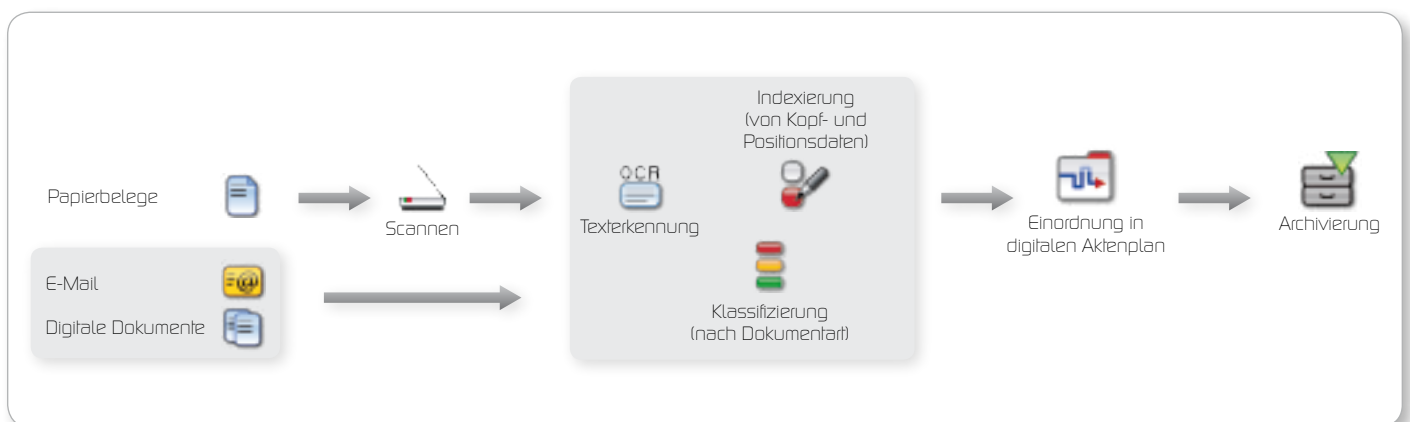 Papierbelege
Scannen
E-Mail
Digitale Dokumente
OCR
Texterkennung
Indexierung
(von Kopf- und
Positionsdaten)
Klassifizierung
(nach Dokumentart)
Einordnung in
digitalen Aktenplan
Archivierung